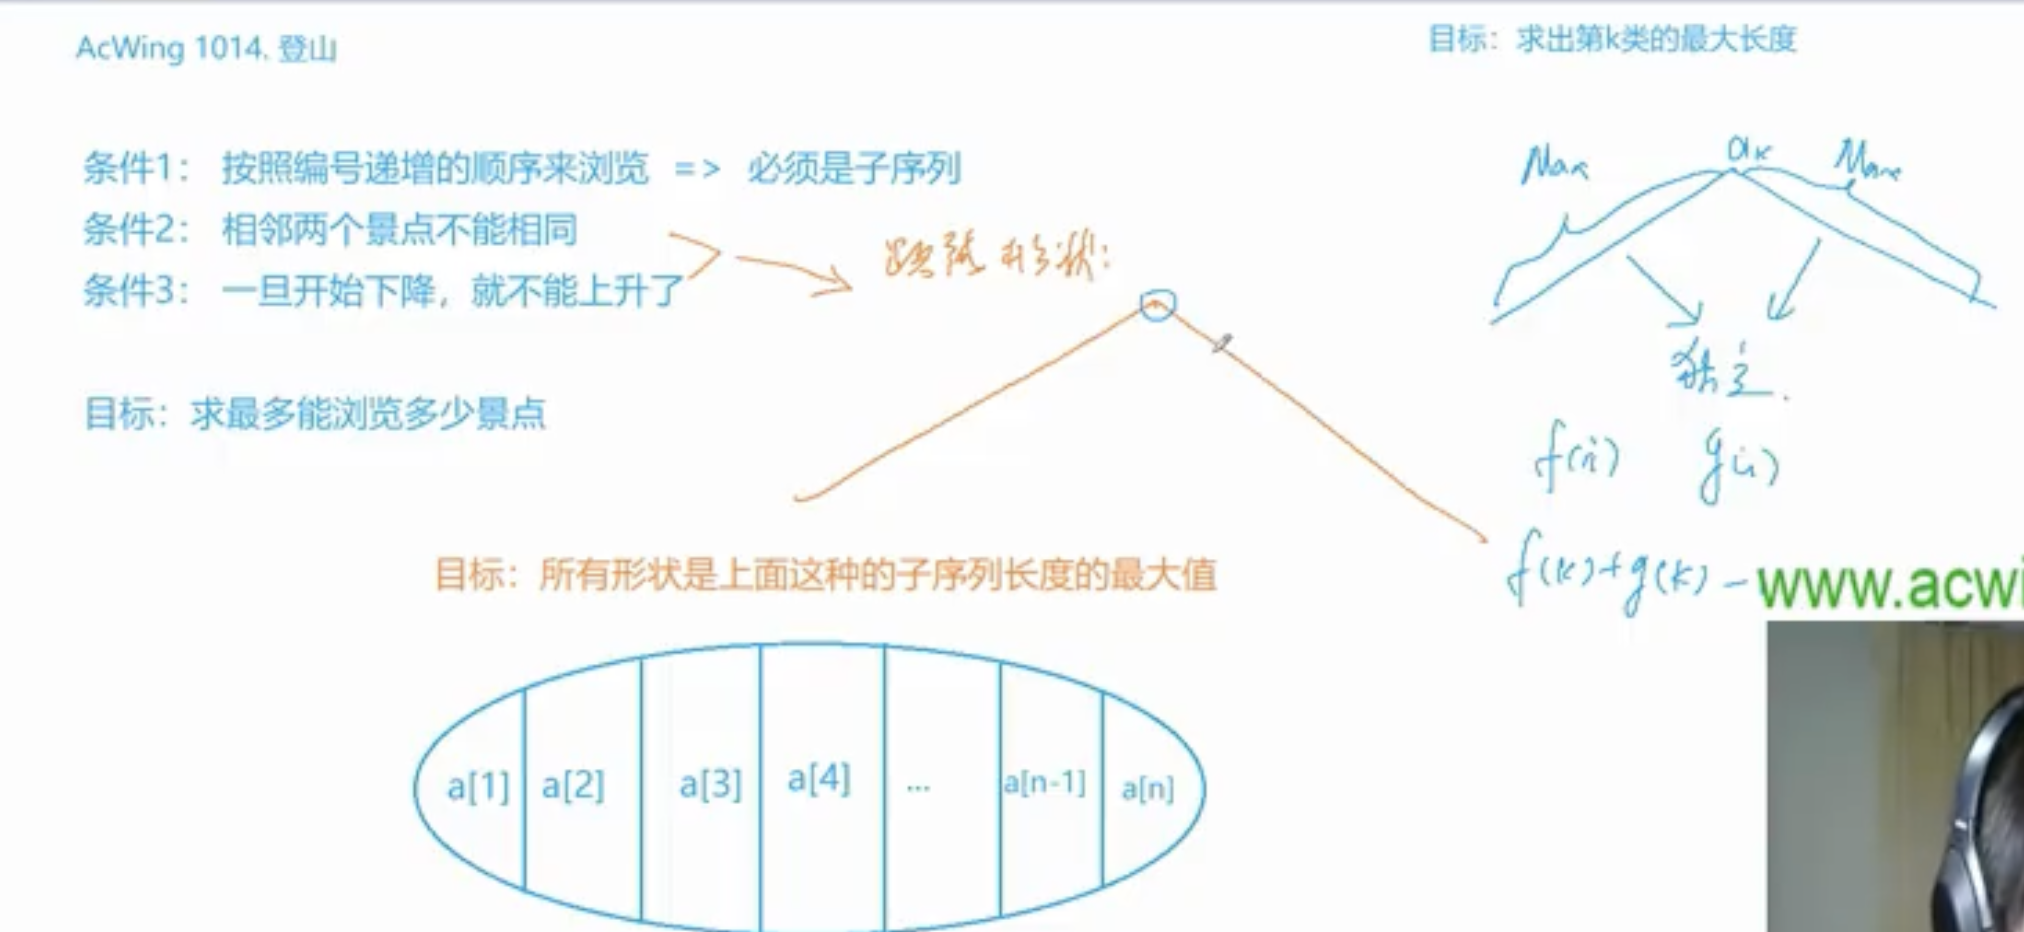 AcWing 1014. 登山
目标：求出第k类的最大长度
条件1： 按照编号递增的顺序来浏览 => 必须是子序列
条件2： 相邻两个景点不能相同
条件3： 一旦开始下降，就不能上升了
形状：
目标：求最多能浏览多少景点
Max ak Max
独立.
f(i) g(i)
f(k)+g(k) -
www.acwi
目标：所有形状是上面这种的子序列长度的最大值
a[1] a[2] a[3] a[4] ... a[n-1] a[n]